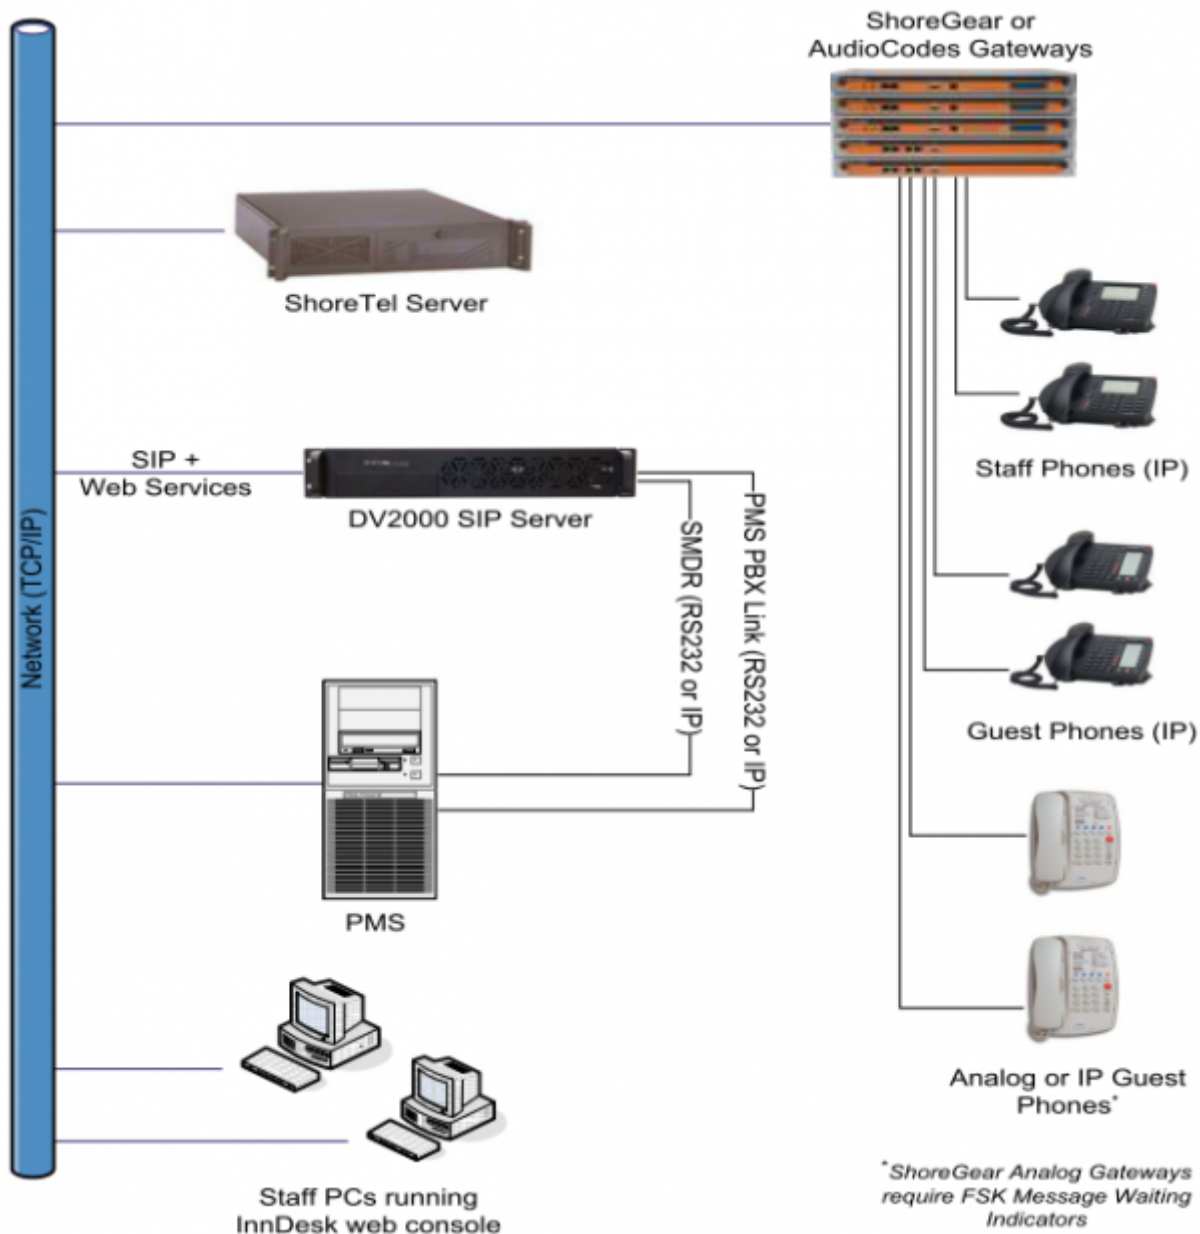 ShoreGear or
AudioCodes Gateways
ShoreTel Server
Staff Phones (IP)
SIP +
Web Services
DV2000 SIP Server
Network (TCP/IP)
SMDR (RS232 or IP)
PMS PBX Link (RS232 or IP)
Guest Phones (IP)
PMS
Analog or IP Guest
Phones*
Staff PCs running
InnDesk web console
*ShoreGear Analog Gateways
require FSK Message Waiting
Indicators